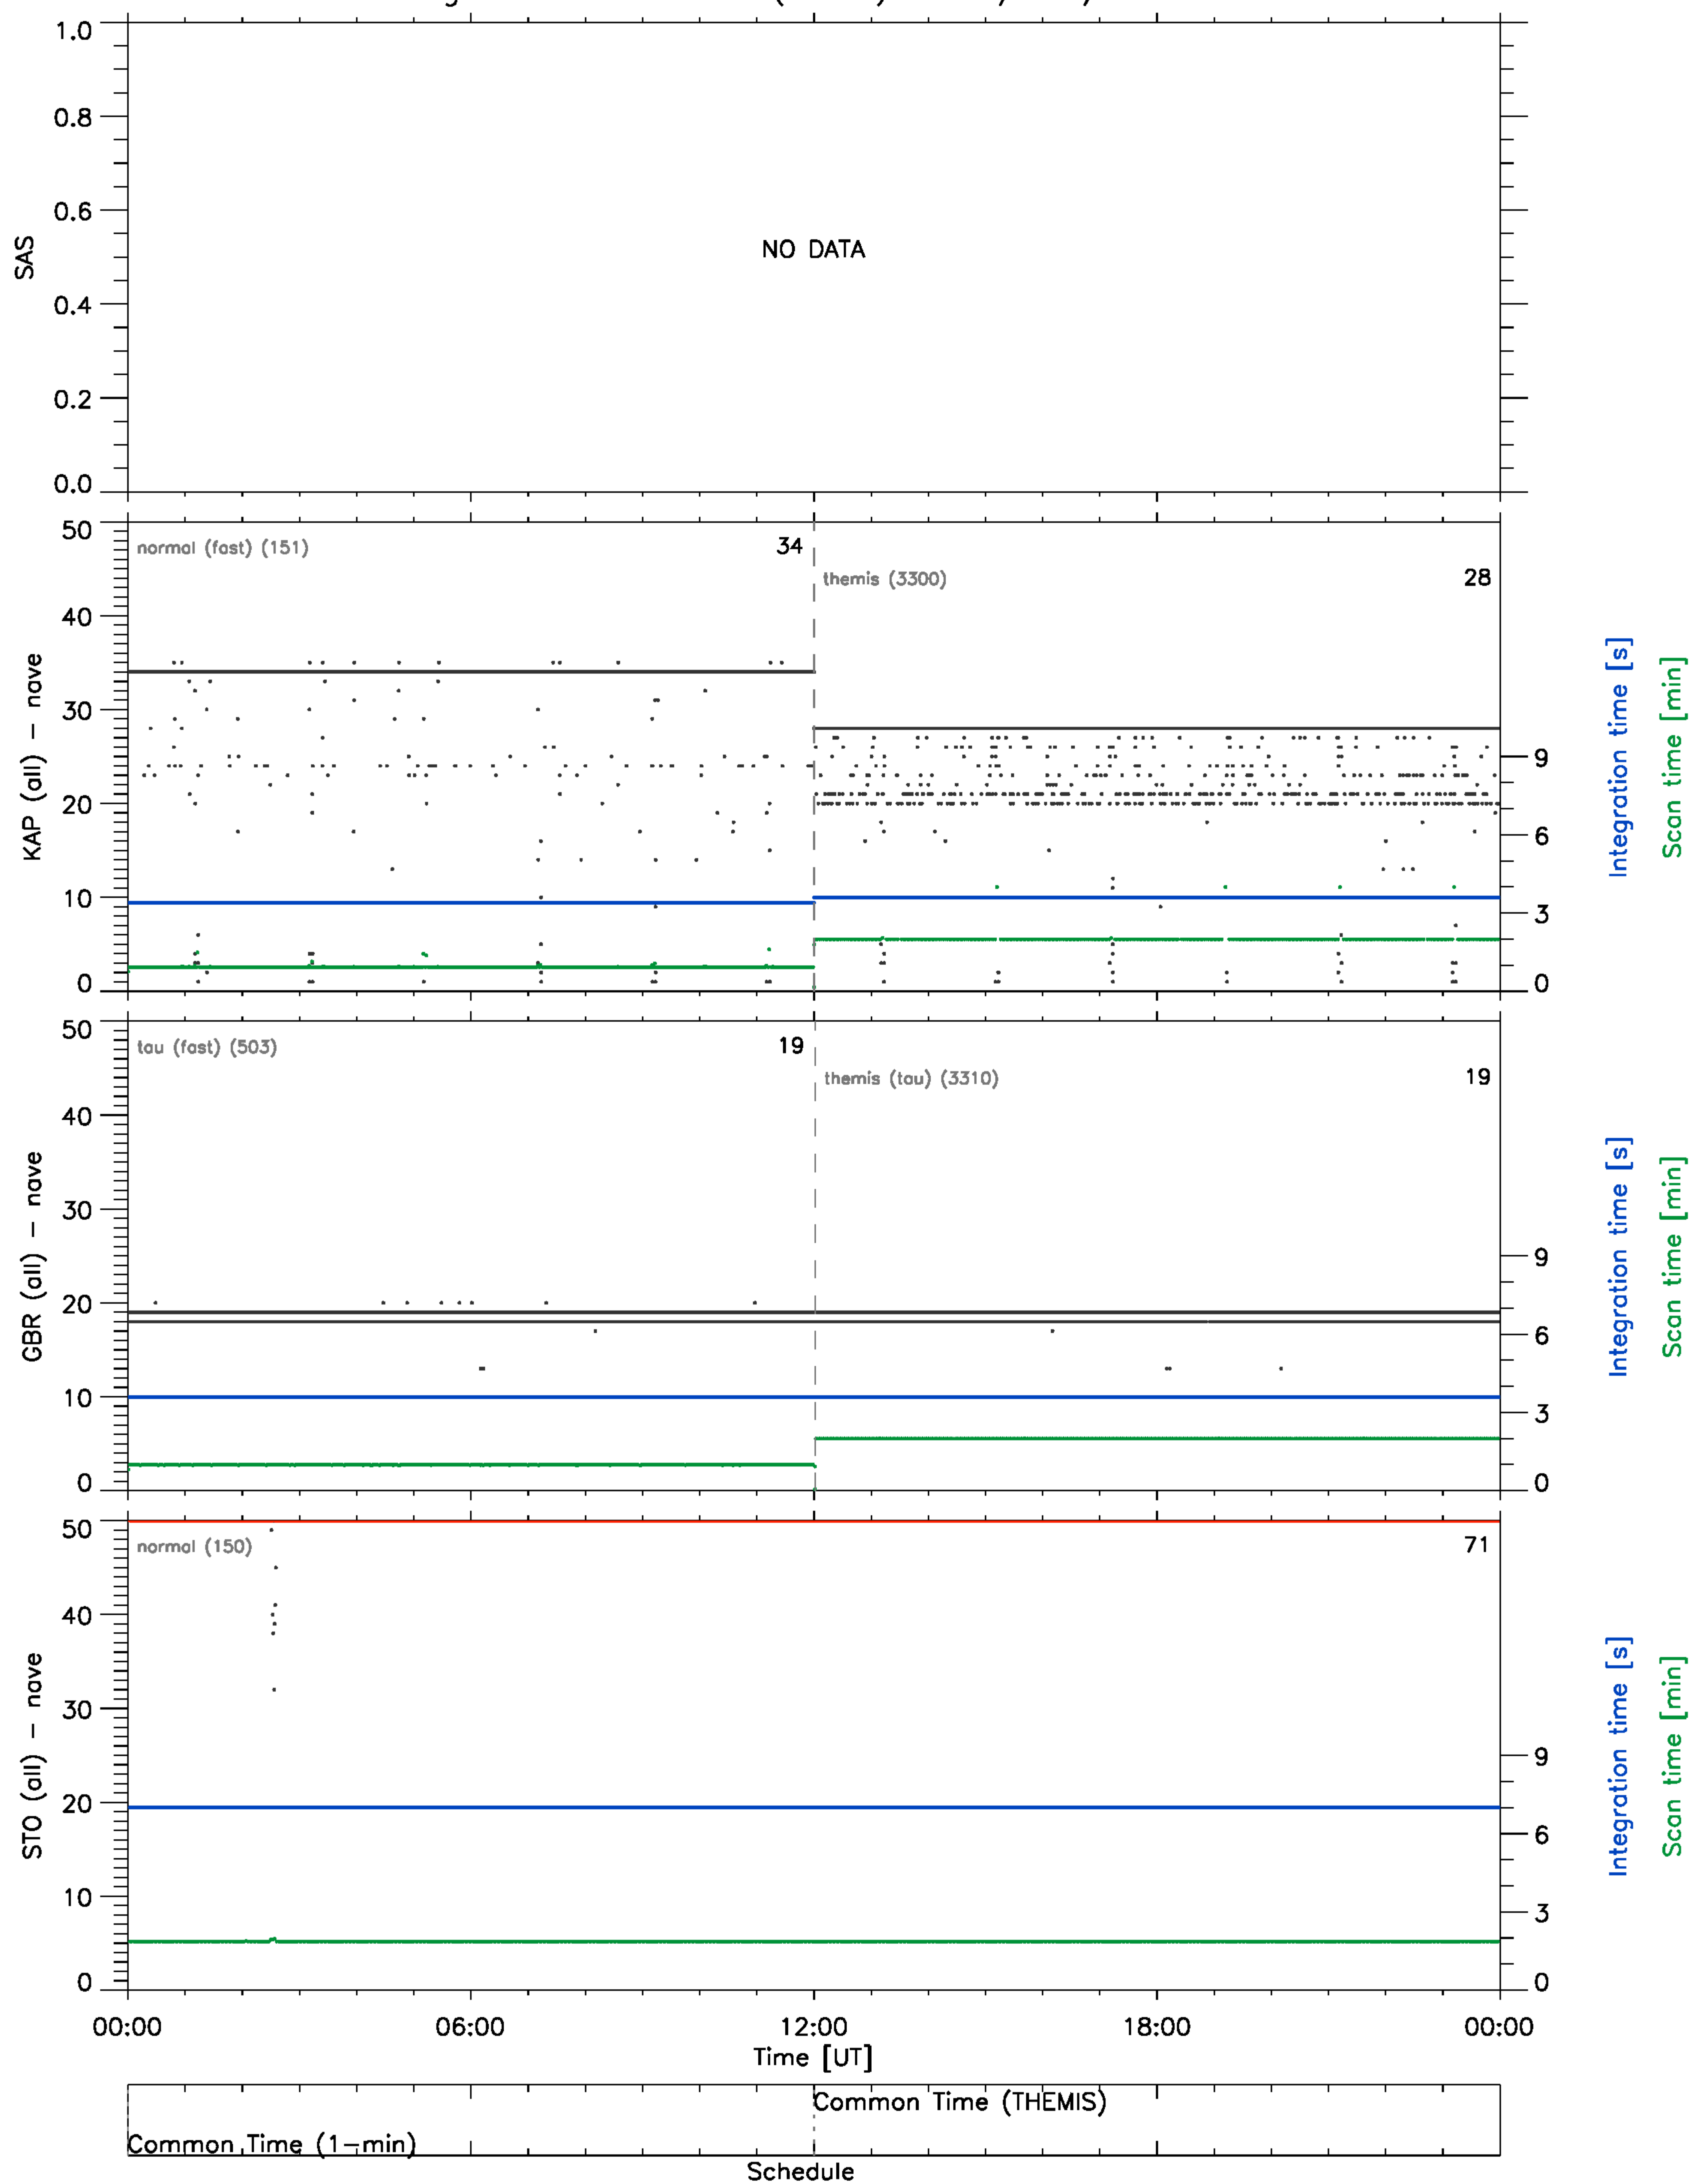 1.0
0.8
0.6
0.4
0.2
0.0
SAS
NO DATA
50
40
30
20
10
0
KAP (all) – nave
normal (fast) (151)
34
themis (3300)
28
9
6
3
0
Integration time [s]
Scan time [min]
50
40
30
20
10
0
GBR (all) – nave
tau (fast) (503)
19
themis (tau) (3310)
19
9
6
3
0
Integration time [s]
Scan time [min]
50
40
30
20
10
0
STO (all) – nave
normal (150)
71
9
6
3
0
Integration time [s]
Scan time [min]
00:00 06:00 12:00 18:00 00:00
Time [UT]
Common Time (THEMIS)
Common Time (1–min)
Schedule